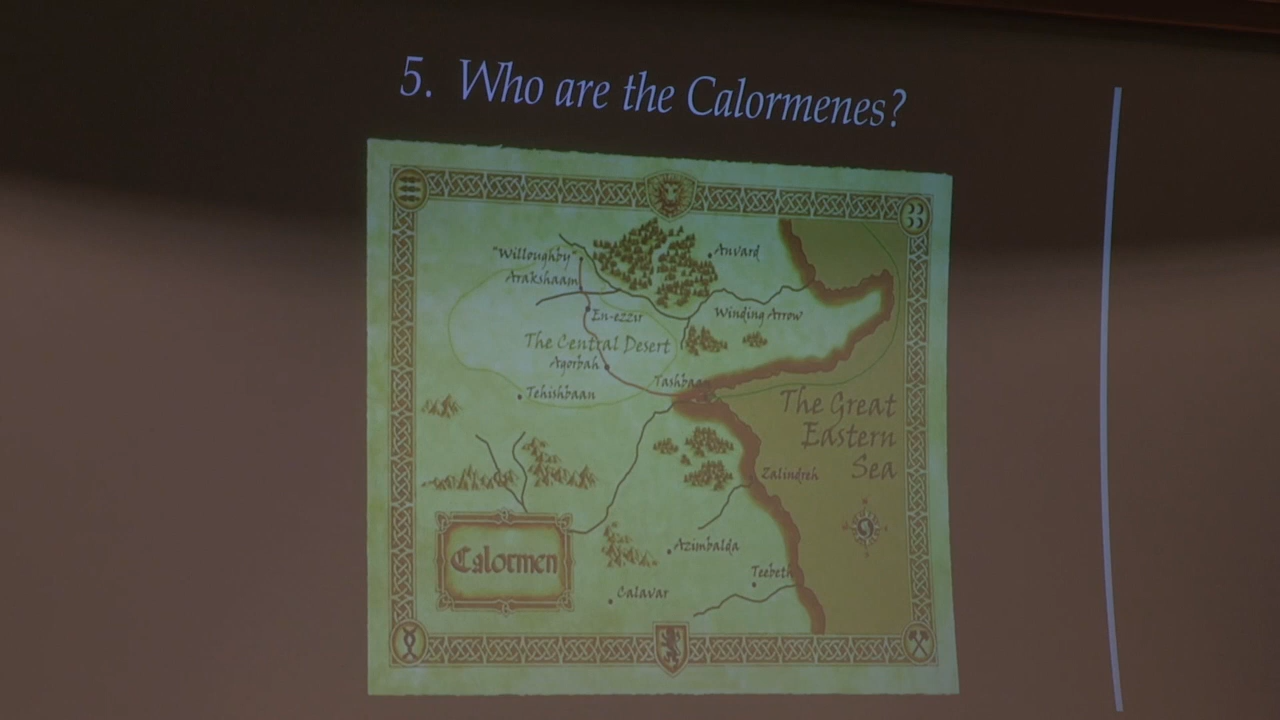 5. Who are the Calormenes?
"Willoughby"
Anvard
Arakshaam
En-ezzir
Winding Arrow
The Central Desert
Agorbah
Tashbaan
Tehishbaan
The Great
Eastern
Sea
Zalindreh
Azimbalda
Calormen
Teebeth
Calavar